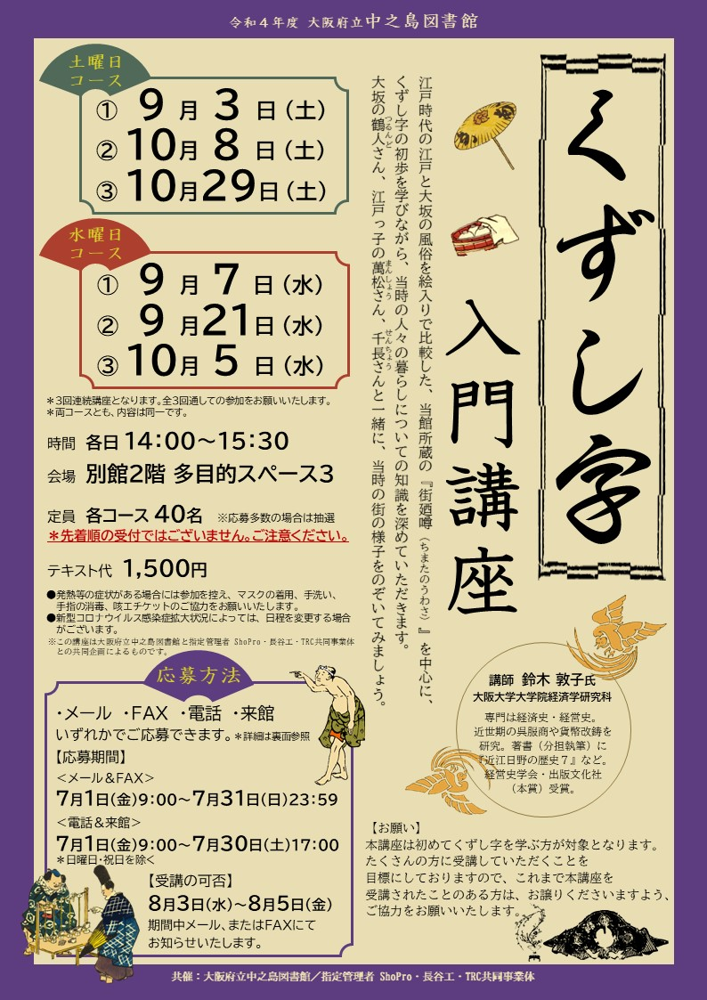 令和４年度 大阪府立中之島図書館
くずし字
入門講座
江戸時代の江戸と大坂の風俗を絵入りで比較した、当館所蔵の『街廼噂（ちまたのうわさ）』を中心に、
くずし字の初歩を学びながら、当時の人々の暮らしについての知識を深めていただきます。
大坂の鶴人さん、江戸っ子の萬松さん、千長さんと一緒に、当時の街の様子をのぞいてみましょう。
つるんど
まんしょう
せんちょう
土曜日
コース
① 9月3日（土）
② 10月8日（土）
③ 10月29日（土）
水曜日
コース
① 9月7日（水）
② 9月21日（水）
③ 10月5日（水）
＊3回連続講座となります。全3回通しての参加をお願いいたします。
＊両コースとも、内容は同一です。
時間 各日14：00～15：30
会場 別館2階 多目的スペース3
定員 各コース40名 ※応募多数の場合は抽選
＊先着順の受付ではございません。ご注意ください。
テキスト代 1,500円
●発熱等の症状がある場合には参加を控え、マスクの着用、手洗い、
手指の消毒、咳エチケットのご協力をお願いいたします。
●新型コロナウイルス感染症拡大状況によっては、日程を変更する場合
がございます。
※この講座は大阪府立中之島図書館と指定管理者 ShoPro・長谷工・TRC共同事業体
との共同企画によるものです。
応募方法
・メール ・FAX ・電話 ・来館
いずれかでご応募できます。＊詳細は裏面参照
【応募期間】
＜メール＆FAX＞
7月1日(金)9：00～7月31日(日)23：59
＜電話＆来館＞
7月1日(金)9：00～7月30日(土)17：00
＊日曜日・祝日を除く
【受講の可否】
8月3日(水)～8月5日(金)
期間中メール、またはFAXにて
お知らせいたします。
講師 鈴木 敦子氏
大阪大学大学院経済学研究科
専門は経済史・経営史。
近世期の呉服商や貨幣改鋳を
研究。著書（分担執筆）に
『近江日野の歴史７』など。
経営史学会・出版文化社
（本賞）受賞。
【お願い】
本講座は初めてくずし字を学ぶ方が対象となります。
たくさんの方に受講していただくことを
目標にしておりますので、これまで本講座を
受講されたことのある方は、お譲りくださいますよう、
ご協力をお願いいたします。
共催：大阪府立中之島図書館／指定管理者 ShoPro・長谷工・TRC共同事業体